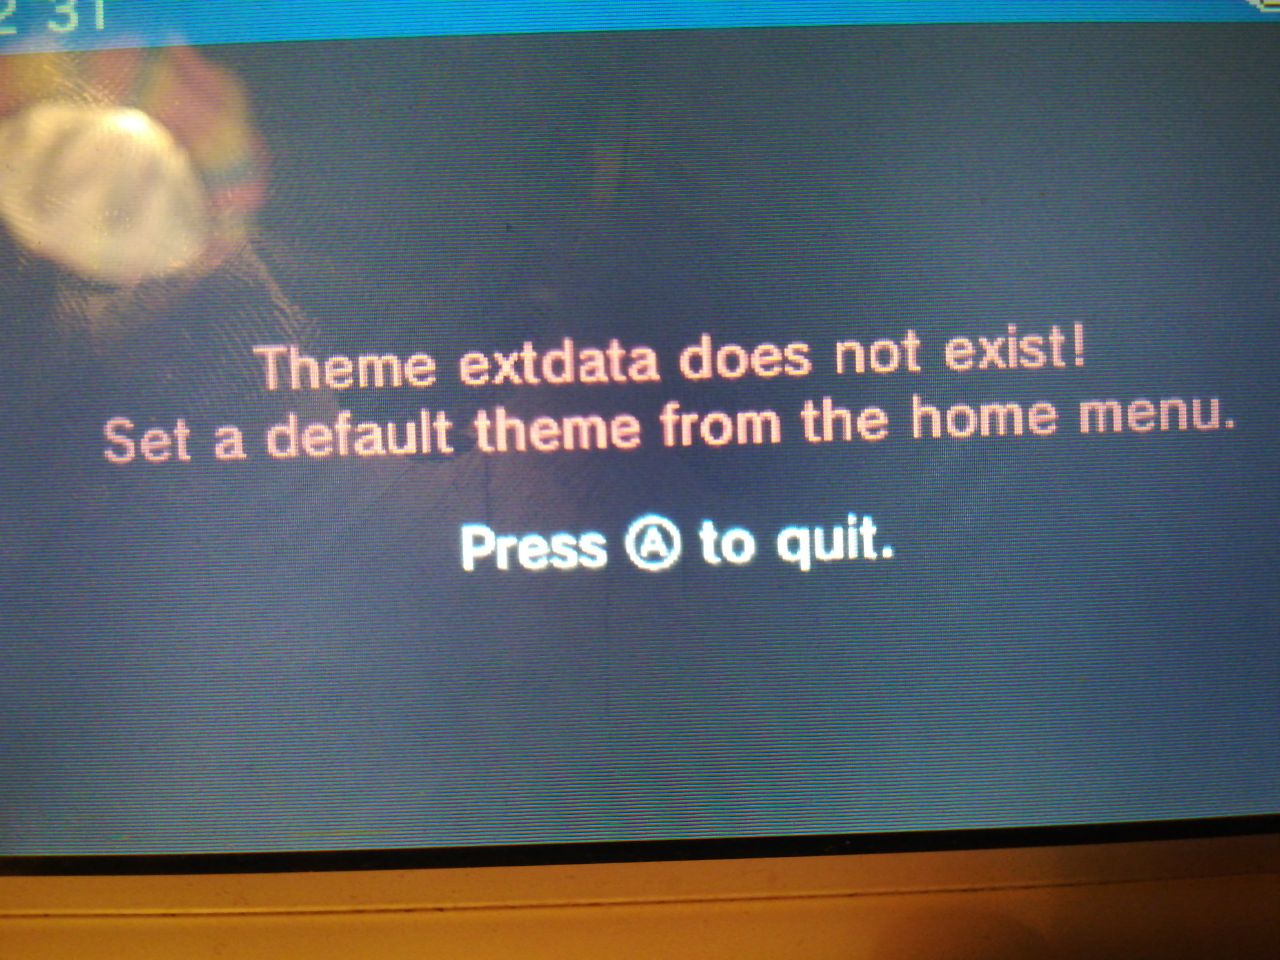 2 31
Theme extdata does not exist!
Set a default theme from the home menu.
Press Ⓐ to quit.